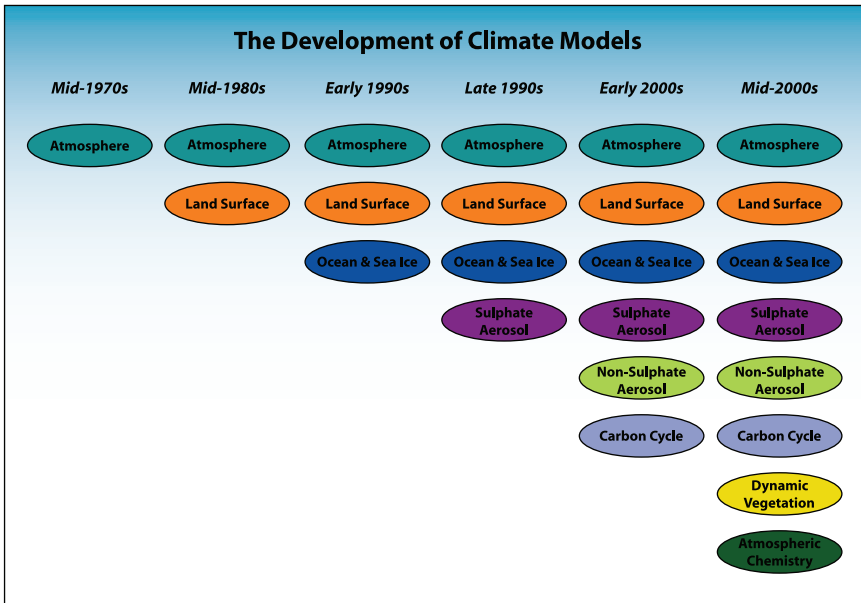 The Development of Climate Models
Mid-1970s Mid-1980s Early 1990s Late 1990s Early 2000s Mid-2000s
Atmosphere Atmosphere Atmosphere Atmosphere Atmosphere Atmosphere
Land Surface Land Surface Land Surface Land Surface Land Surface
Ocean & Sea Ice Ocean & Sea Ice Ocean & Sea Ice Ocean & Sea Ice
Sulphate Sulphate Sulphate
Aerosol Aerosol Aerosol
Non-Sulphate Non-Sulphate
Aerosol Aerosol
Carbon Cycle Carbon Cycle
Dynamic
Vegetation
Atmospheric
Chemistry